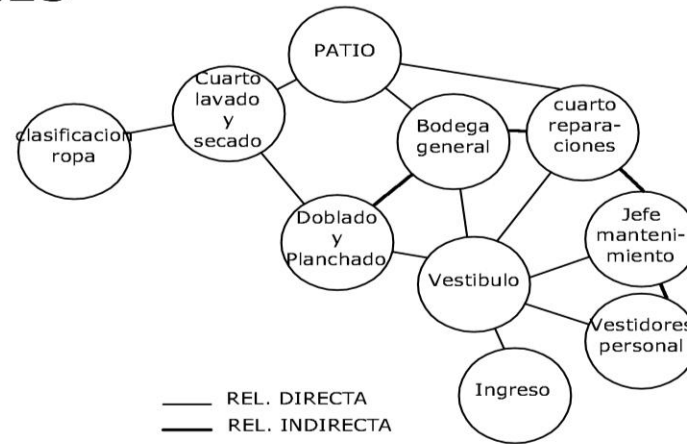 PATIO
Cuarto
lavado
y
secado
clasificacion
ropa
Bodega
general
cuarto
repara-
ciones
Doblado
y
Planchado
Vestibulo
Jefe
manteni-
miento
Vestidores
personal
Ingreso
REL. DIRECTA
REL. INDIRECTA